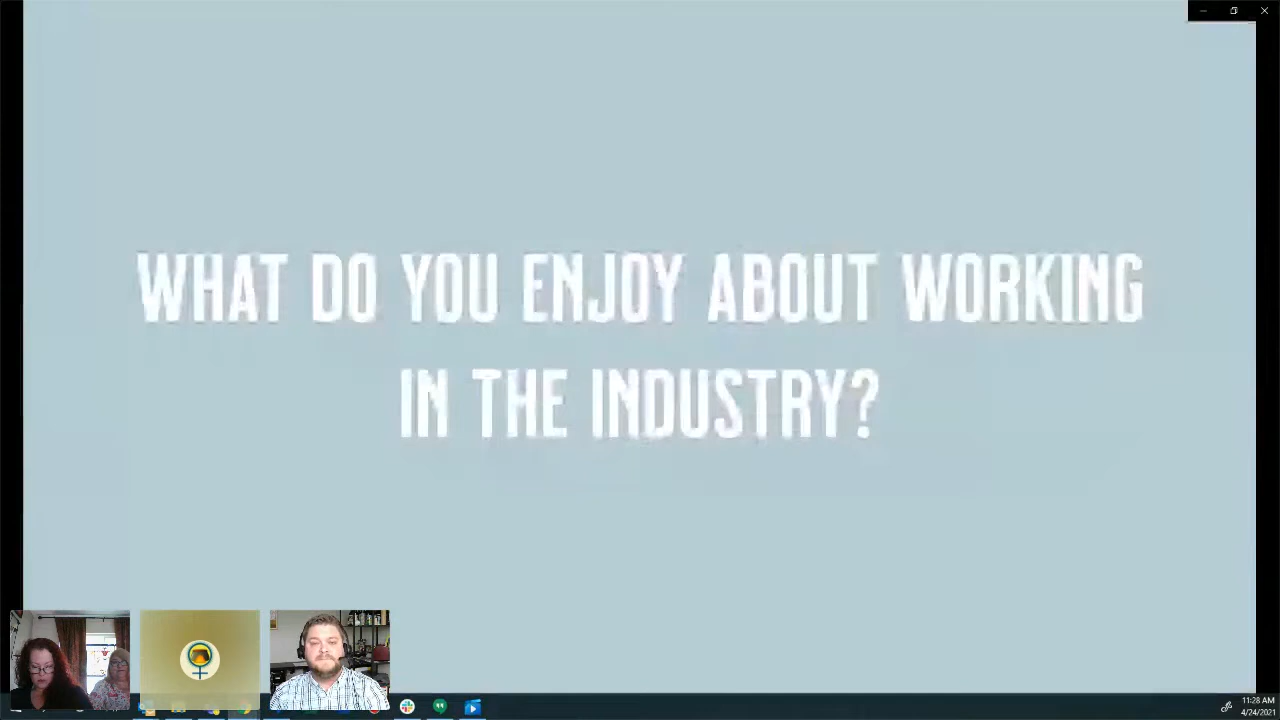 WHAT DO YOU ENJOY ABOUT WORKING
IN THE INDUSTRY?
11:28 AM
4/24/2021